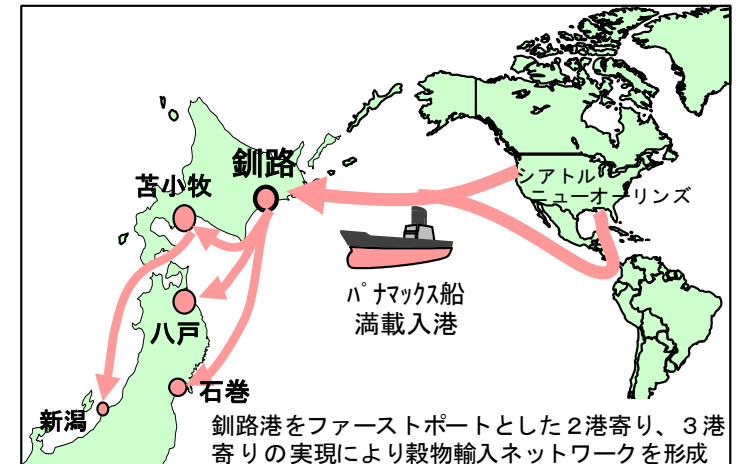 釧路
苫小牧
シアトル
ニューオーリンズ
パナマックス船
満載入港
八戸
石巻
新潟
釧路港をファーストポートとした２港寄り、３港
寄りの実現により穀物輸入ネットワークを形成